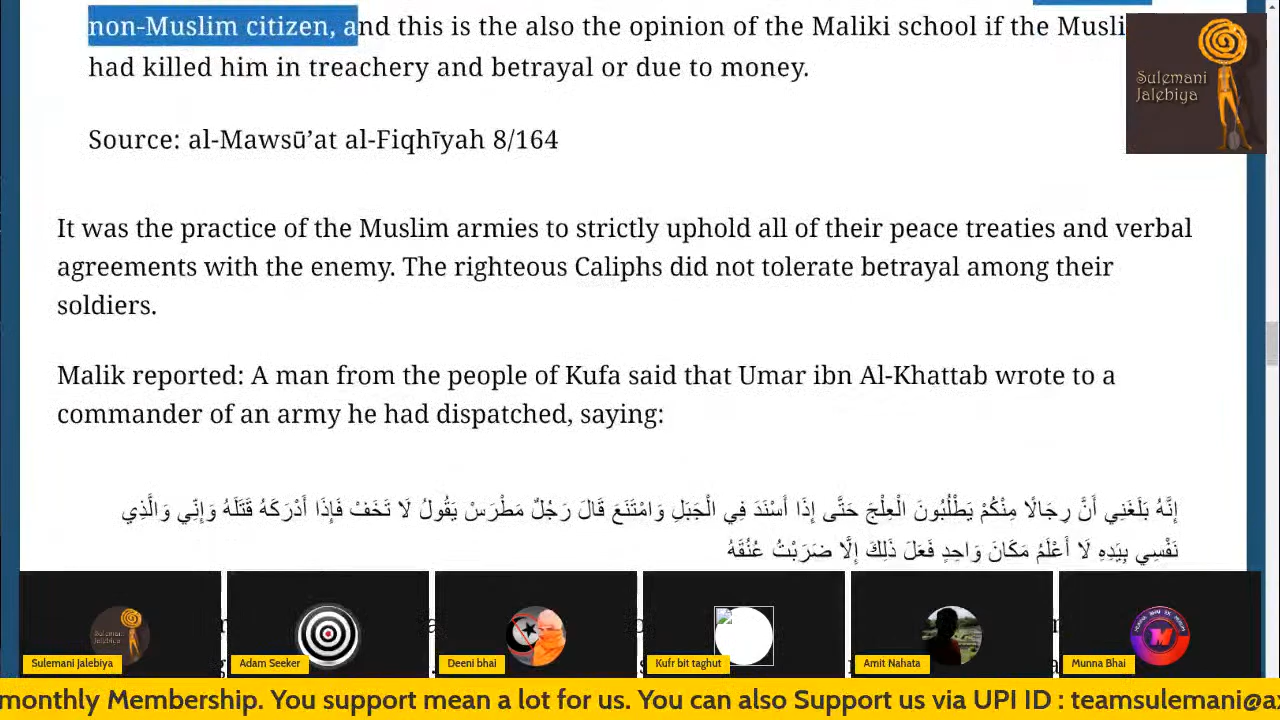 non-Muslim citizen, and this is the also the opinion of the Maliki school if the Musli
had killed him in treachery and betrayal or due to money.
Source: al-Mawsū’at al-Fiqhīyah 8/164
It was the practice of the Muslim armies to strictly uphold all of their peace treaties and verbal
agreements with the enemy. The righteous Caliphs did not tolerate betrayal among their
soldiers.
Malik reported: A man from the people of Kufa said that Umar ibn Al-Khattab wrote to a
commander of an army he had dispatched, saying:
إِنَّهُ بَلَغَنِي أَنَّ رِجَالًا مِنْكُمْ يَطْلُبُونَ الْعِلْجَ حَتَّى إِذَا أَسْنَدَ فِي الْجَبَلِ وَامْتَنَعَ قَالَ رَجُلٌ مَطْرَسْ يَقُولُ لَا تَخَفْ فَإِذَا أَدْرَكَهُ قَتَلَهُ وَإِنِّي وَالَّذِي
نَفْسِي بِيَدِهِ لَا أَعْلَمُ مَكَانَ وَاحِدٍ فَعَلَ ذَلِكَ إِلَّا ضَرَبْتُ عُنُقَهُ
Sulemani
Jalebiya
Sulemani Jalebiya
Adam Seeker
Deeni bhai
Kufr bit taghut
Amit Nahata
Munna Bhai
monthly Membership. You support mean a lot for us. You can also Support us via UPI ID : teamsulemani@ax